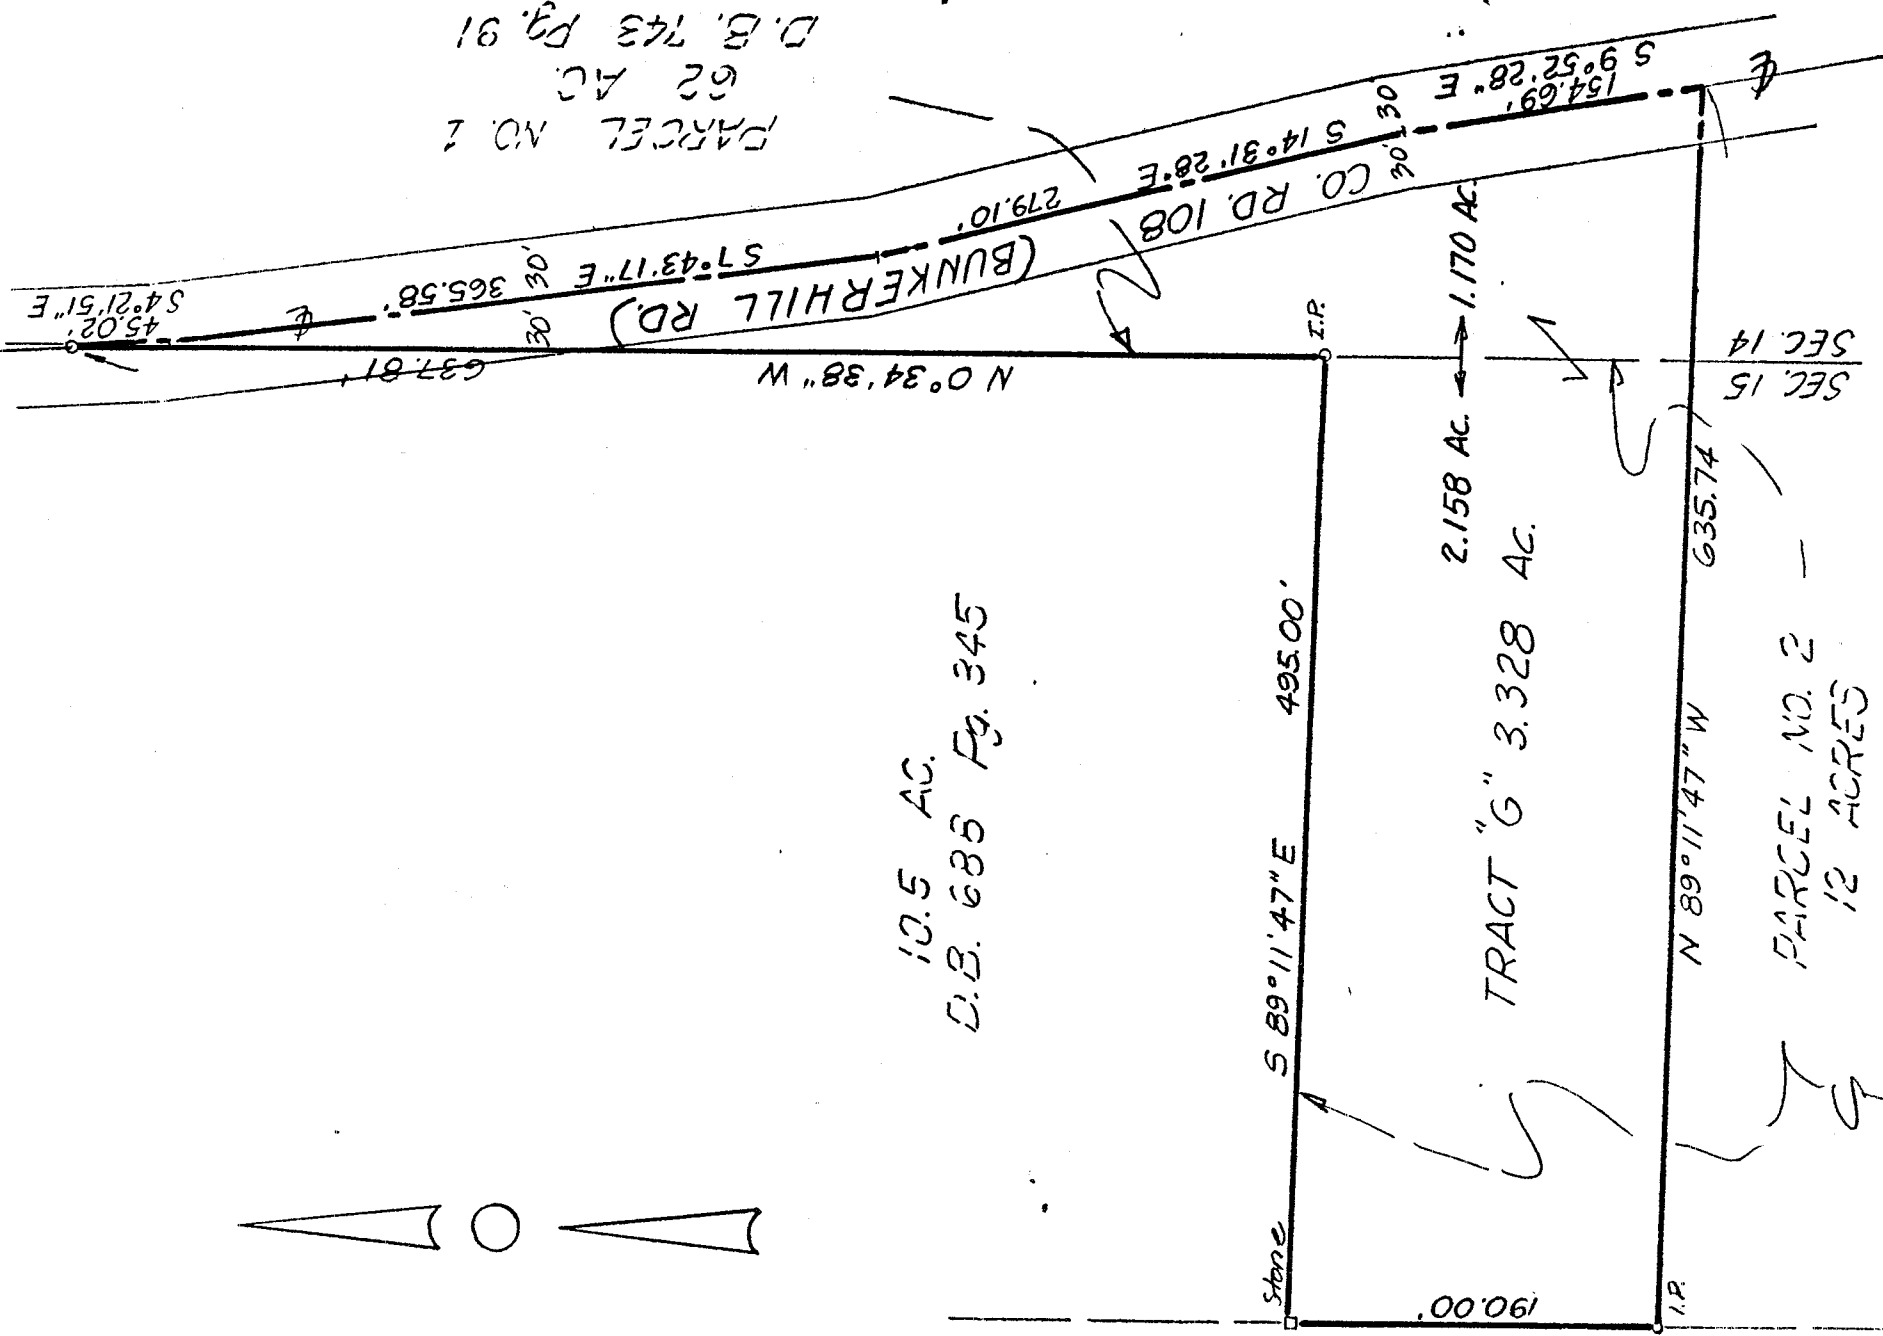 PARCEL NO. 1
62 AC.
D.B. 743 Pg. 91
S 4°21'51" E
45.02'
365.58'
S 7°43'17" E
30'
30'
279.10'
S 14°31'28" E
30'
30'
S 9°52'28" E
154.69'
CO. RD. 108
(BUNKERHILL RD.)
637.81'
N 0°34'38" W
I.P.
SEC. 14
SEC. 15
2.158 Ac.
1.170 Ac.
10.5 AC.
D.B. 688 Pg. 345
S 89°11'47" E 495.00'
TRACT "G" 3.328 Ac.
N 89°11'47" W 635.74'
PARCEL NO. 2
12 ACRES
Stone
190.00'
I.P.